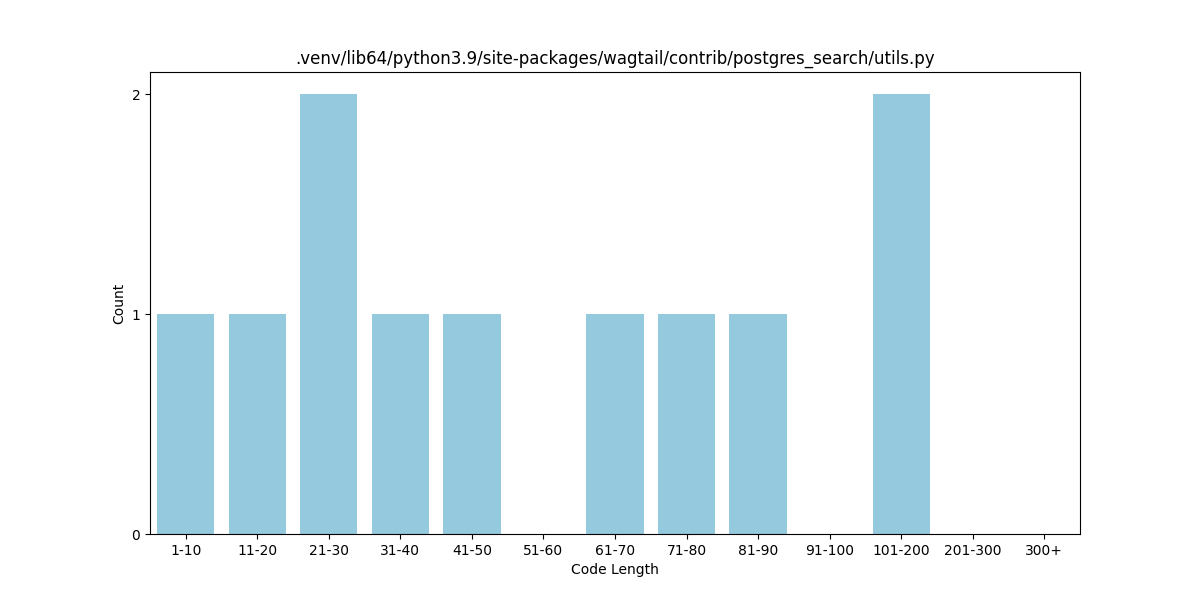 .venv/lib64/python3.9/site-packages/wagtail/contrib/postgres_search/utils.py
2
1
0
Count
1-10 11-20 21-30 31-40 41-50 51-60 61-70 71-80 81-90 91-100 101-200 201-300 300+
Code Length